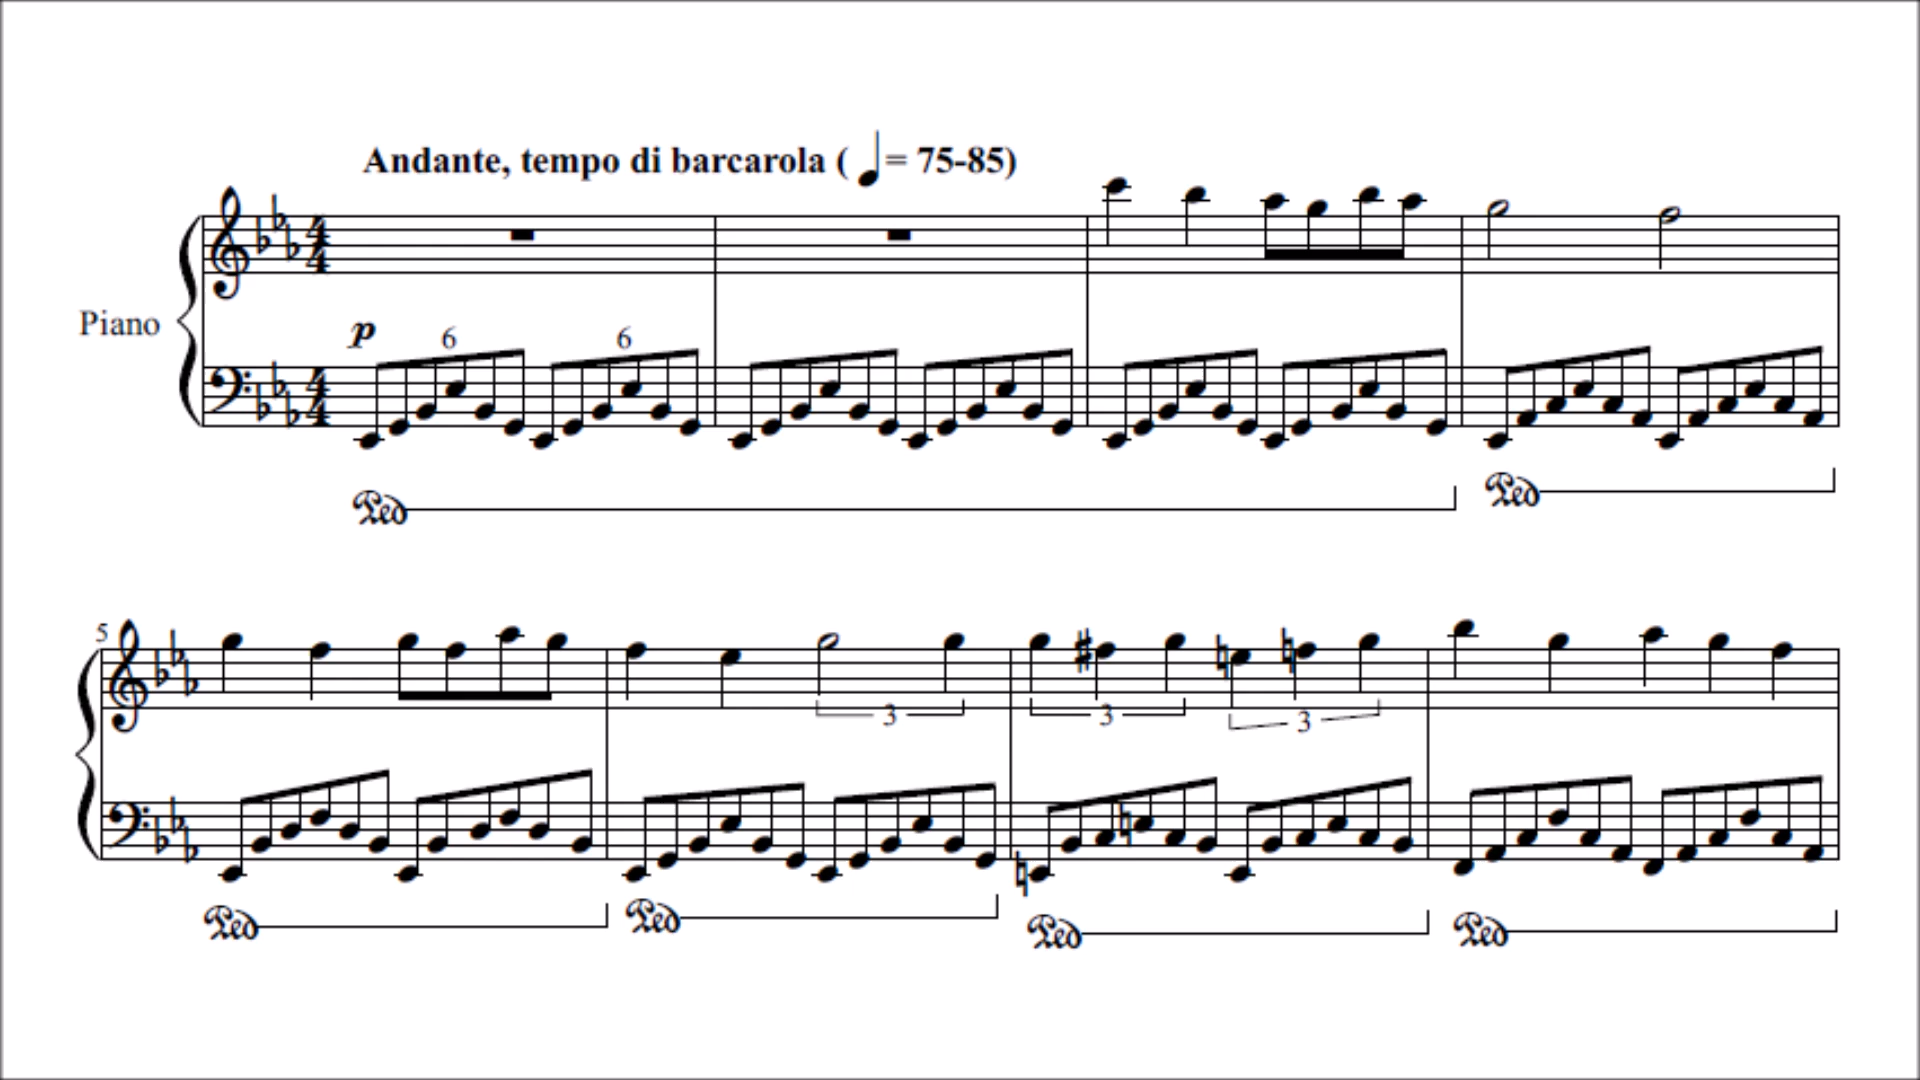 Andante, tempo di barcarola ( ♩= 75-85)
Piano
p
6 6
Ped Ped
5
3 3 3
Ped Ped Ped Ped